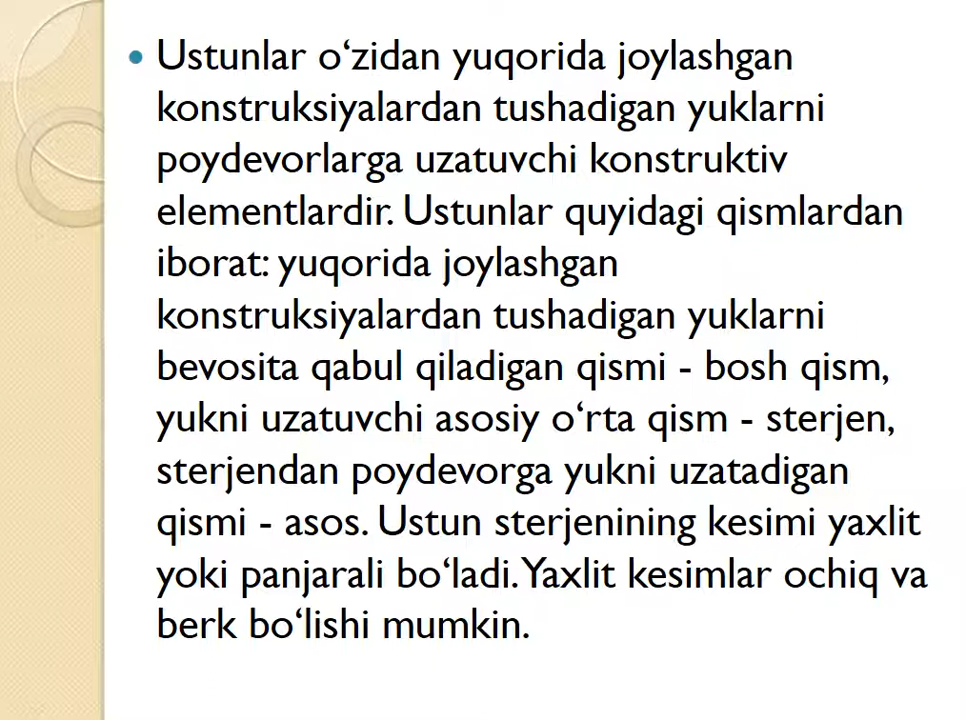 • Ustunlar o‘zidan yuqorida joylashgan
konstruksiyalardan tushadigan yuklarni
poydevorlarga uzatuvchi konstruktiv
elementlardir. Ustunlar quyidagi qismlardan
iborat: yuqorida joylashgan
konstruksiyalardan tushadigan yuklarni
bevosita qabul qiladigan qismi - bosh qism,
yukni uzatuvchi asosiy o‘rta qism - sterjen,
sterjendan poydevorga yukni uzatadigan
qismi - asos. Ustun sterjenining kesimi yaxlit
yoki panjarali bo‘ladi. Yaxlit kesimlar ochiq va
berk bo‘lishi mumkin.